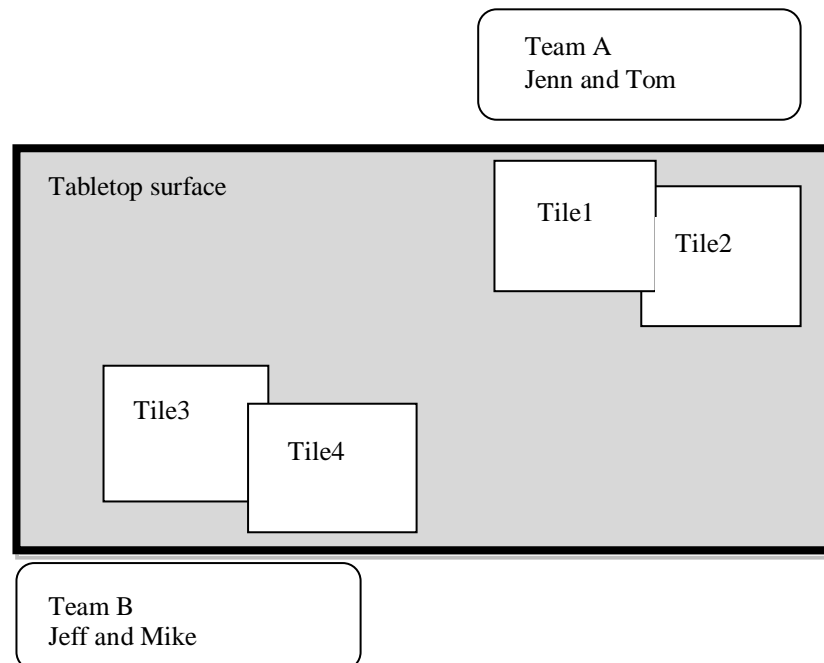 Team A
Jenn and Tom
Tabletop surface
Tile1
Tile2
Tile3
Tile4
Team B
Jeff and Mike